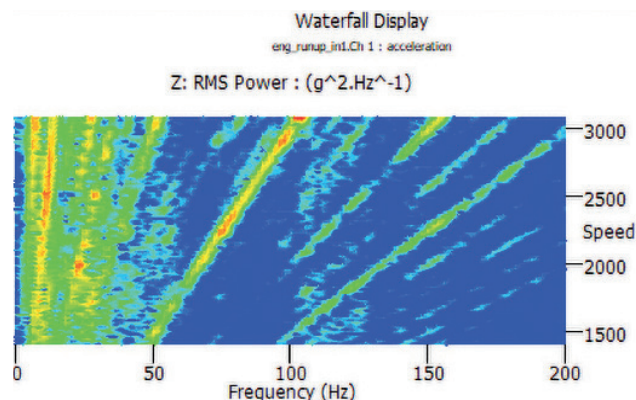 Waterfall Display
eng_runup_in1.Ch 1 : acceleration
Z: RMS Power : (g^2.Hz^-1)
3000
2500
Speed
2000
1500
0 50 100 150 200
Frequency (Hz)